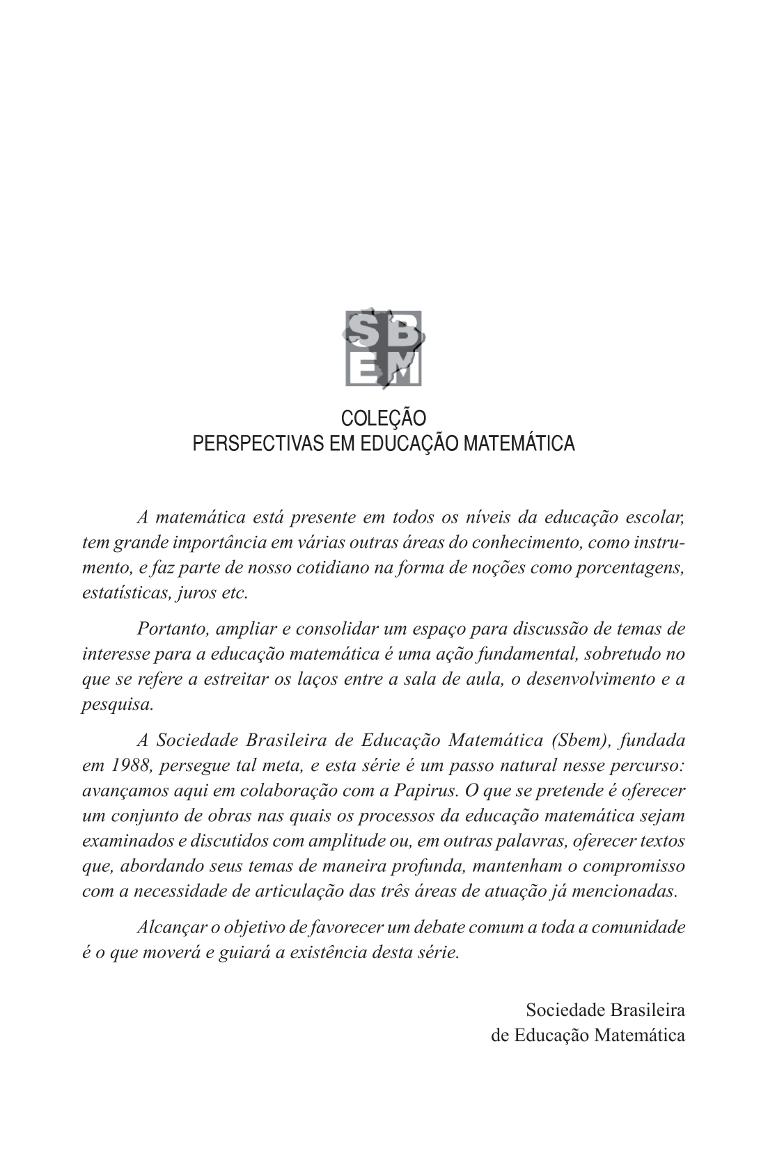 SB
EM
COLEÇÃO
PERSPECTIVAS EM EDUCAÇÃO MATEMÁTICA
A matemática está presente em todos os níveis da educação escolar,
tem grande importância em várias outras áreas do conhecimento, como instru-
mento, e faz parte de nosso cotidiano na forma de noções como porcentagens,
estatísticas, juros etc.
Portanto, ampliar e consolidar um espaço para discussão de temas de
interesse para a educação matemática é uma ação fundamental, sobretudo no
que se refere a estreitar os laços entre a sala de aula, o desenvolvimento e a
pesquisa.
A Sociedade Brasileira de Educação Matemática (Sbem), fundada
em 1988, persegue tal meta, e esta série é um passo natural nesse percurso:
avançamos aqui em colaboração com a Papirus. O que se pretende é oferecer
um conjunto de obras nas quais os processos da educação matemática sejam
examinados e discutidos com amplitude ou, em outras palavras, oferecer textos
que, abordando seus temas de maneira profunda, mantenham o compromisso
com a necessidade de articulação das três áreas de atuação já mencionadas.
Alcançar o objetivo de favorecer um debate comum a toda a comunidade
é o que moverá e guiará a existência desta série.
Sociedade Brasileira
de Educação Matemática